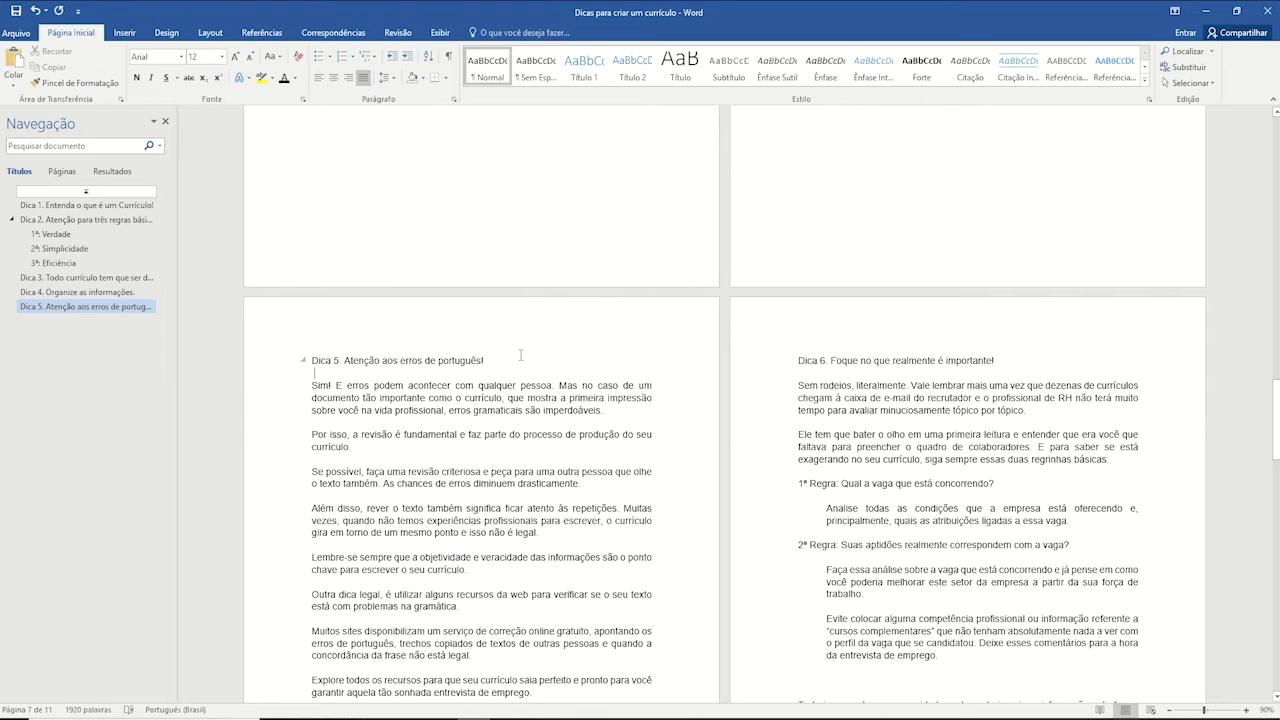 Dicas para criar um currículo - Word
Arquivo Página Inicial Inserir Design Layout Referências Correspondências Revisão Exibir O que você deseja fazer... Entrar Compartilhar
Colar
Recortar
Copiar
Pincel de Formatação
Área de Transferência
Arial 12
N I S abc x₂ x²
Fonte
Parágrafo
AaBbCcDc AaBbCcDc AaBbCc AaBbCcD AaB AaBbCcD AaBbCcDc AaBbCcDc AaBbCcDc AaBbCcDc AaBbCcDc AaBbCcDc AaBbCcDc AaBbCcDc
¶ Normal ¶ Sem Esp... Título 1 Título 2 Título Subtítulo Ênfase Sutil Ênfase Ênfase Int... Forte Citação Citação In... Referência... Referência...
Estilo
Localizar
Substituir
Selecionar
Edição
Navegação
Pesquisar documento
Títulos Páginas Resultados
Dica 1. Entenda o que é um Currículo!
Dica 2. Atenção para três regras bási...
1ª: Verdade
2ª: Simplicidade
3ª: Eficiência
Dica 3. Todo currículo tem que ser d...
Dica 4. Organize as informações.
Dica 5. Atenção aos erros de portug...
Dica 5. Atenção aos erros de português!
Sim! E erros podem acontecer com qualquer pessoa. Mas no caso de um
documento tão importante como o currículo, que mostra a primeira impressão
sobre você na vida profissional, erros gramaticais são imperdoáveis.
Por isso, a revisão é fundamental e faz parte do processo de produção do seu
currículo.
Se possível, faça uma revisão criteriosa e peça para uma outra pessoa que olhe
o texto também. As chances de erros diminuem drasticamente.
Além disso, rever o texto também significa ficar atento às repetições. Muitas
vezes, quando não temos experiências profissionais para escrever, o currículo
gira em torno de um mesmo ponto e isso não é legal.
Lembre-se sempre que a objetividade e veracidade das informações são o ponto
chave para escrever o seu currículo.
Outra dica legal, é utilizar alguns recursos da web para verificar se o seu texto
está com problemas na gramática.
Muitos sites disponibilizam um serviço de correção online gratuito, apontando os
erros de português, trechos copiados de textos de outras pessoas e quando a
concordância da frase não está legal.
Explore todos os recursos para que seu currículo saia perfeito e pronto para você
garantir aquela tão sonhada entrevista de emprego.
Dica 6. Foque no que realmente é importante!
Sem rodeios, literalmente. Vale lembrar mais uma vez que dezenas de currículos
chegam à caixa de e-mail do recrutador e o profissional de RH não terá muito
tempo para avaliar minuciosamente tópico por tópico.
Ele tem que bater o olho em uma primeira leitura e entender que era você que
faltava para preencher o quadro de colaboradores. E para saber se está
exagerando no seu currículo, siga sempre essas duas regrinhas básicas:
1ª Regra: Qual a vaga que está concorrendo?
Analise todas as condições que a empresa está oferecendo e,
principalmente, quais as atribuições ligadas a essa vaga.
2ª Regra: Suas aptidões realmente correspondem com a vaga?
Faça essa análise sobre a vaga que está concorrendo e já pense em como
você poderia melhorar este setor da empresa a partir da sua força de
trabalho.
Evite colocar alguma competência profissional ou informação referente a
"cursos complementares" que não tenham absolutamente nada a ver com
o perfil da vaga que se candidatou. Deixe esses comentários para a hora
da entrevista de emprego.
Página 7 de 11 1920 palavras Português (Brasil) 90%